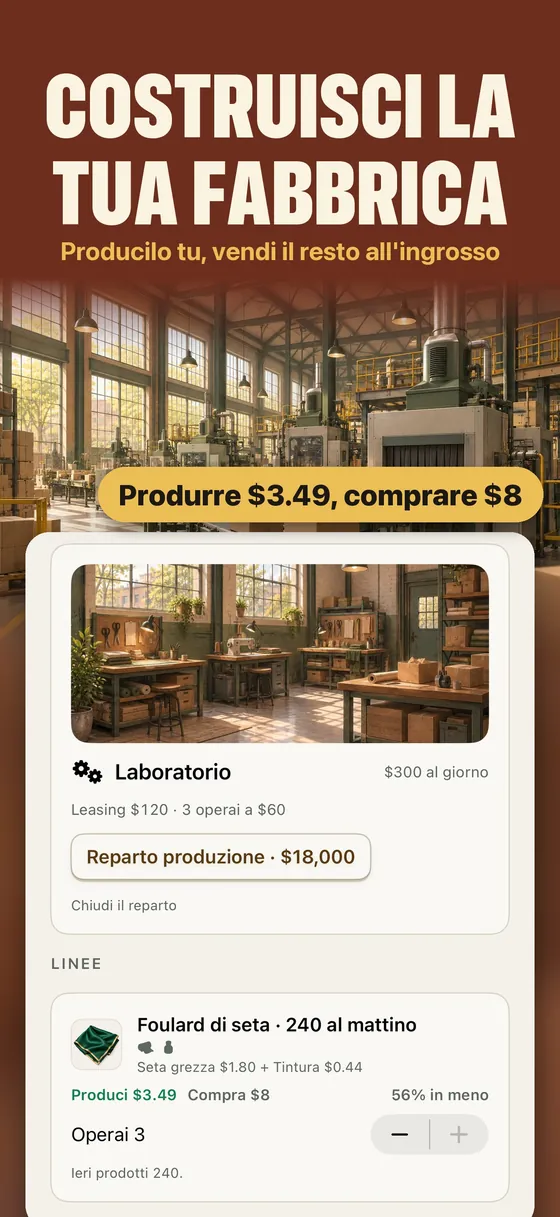 COSTRUISCI LA
TUA FABBRICA
Producilo tu, vendi il resto all'ingrosso
Produrre $3.49, comprare $8
Laboratorio
$300 al giorno
Leasing $120 · 3 operai a $60
Reparto produzione · $18,000
Chiudi il reparto
LINEE
Foulard di seta · 240 al mattino
Seta grezza $1.80 + Tintura $0.44
Produci $3.49 Compra $8
56% in meno
Operai 3
Ieri prodotti 240.